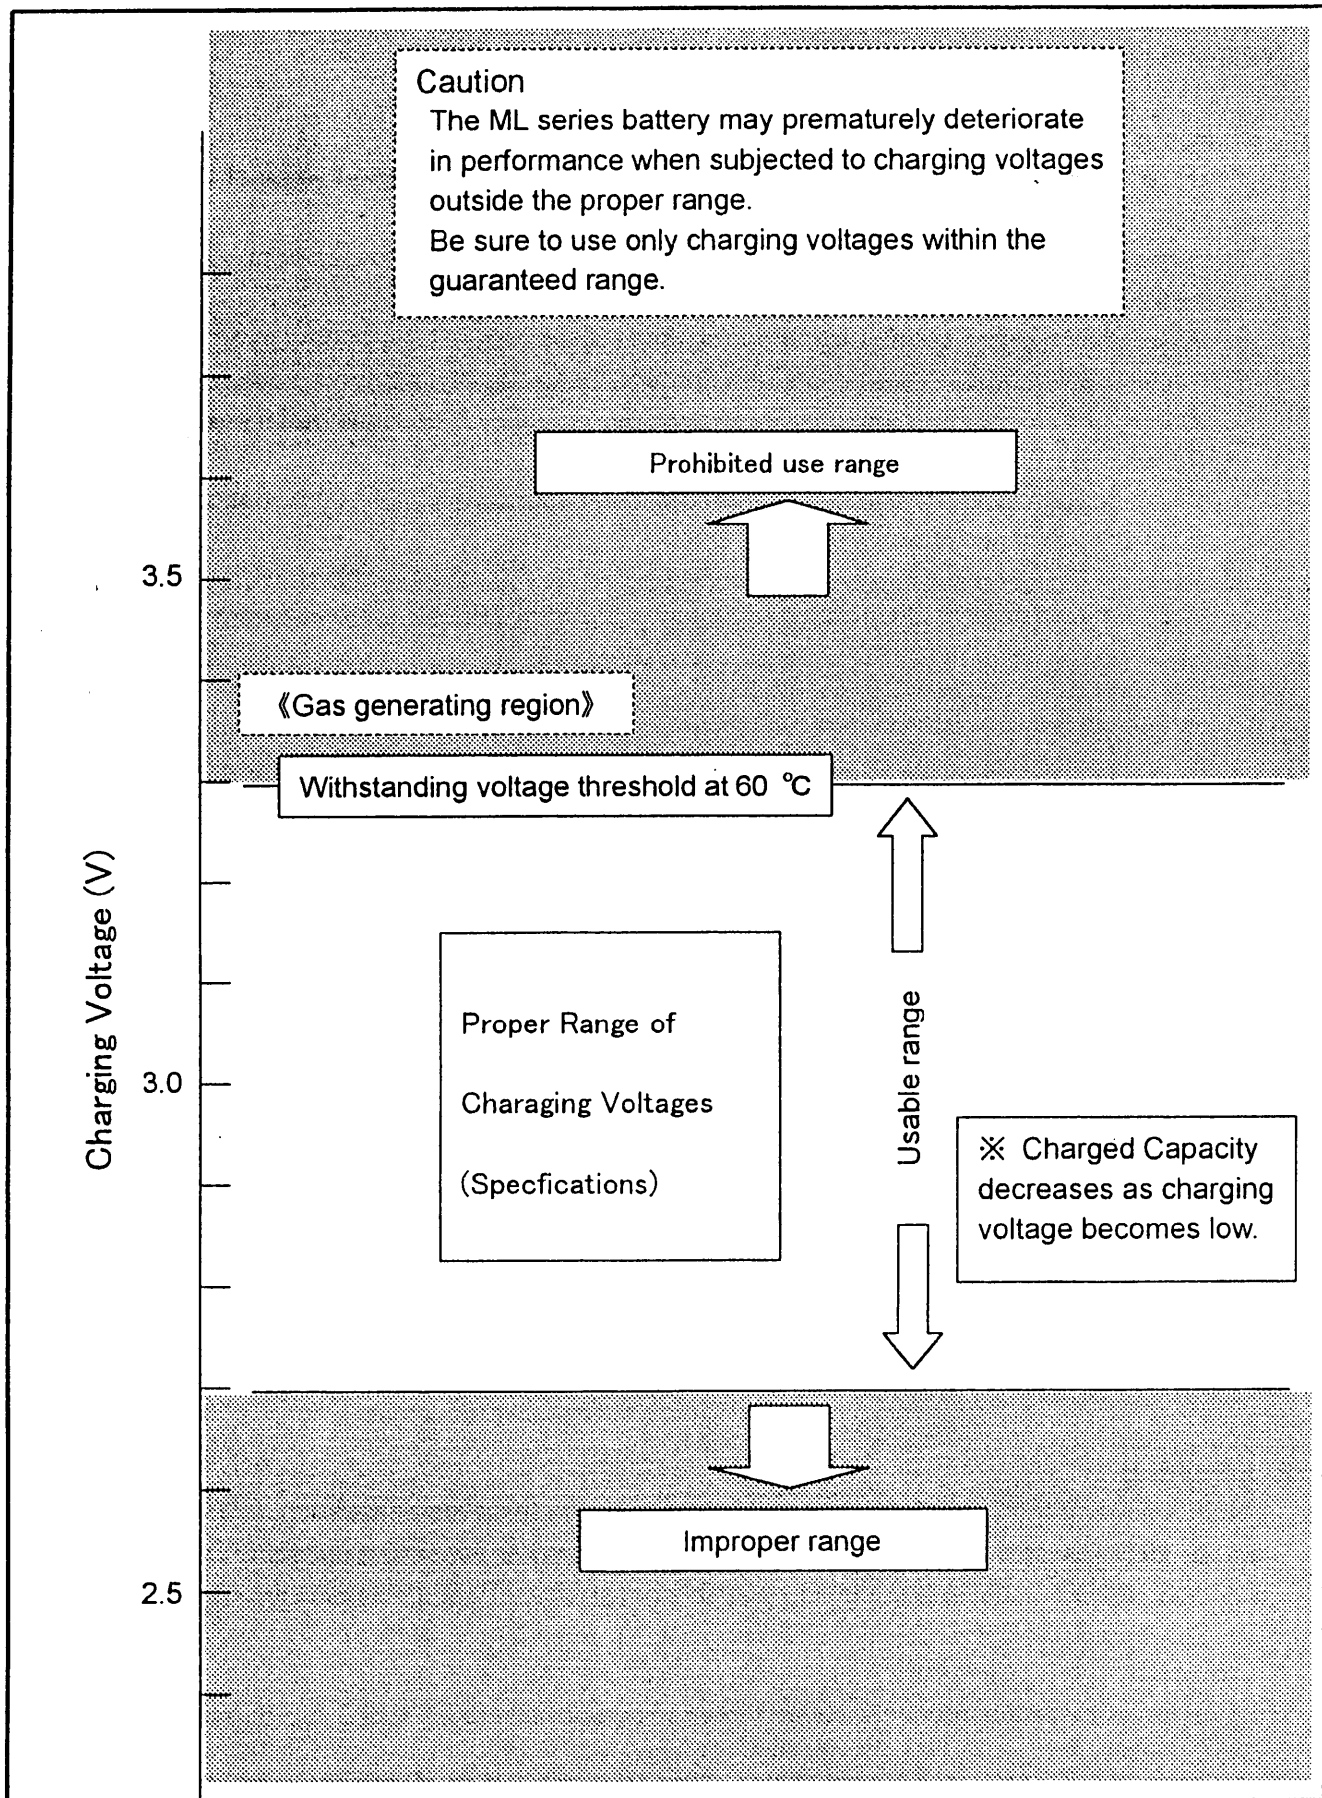 Caution
The ML series battery may prematurely deteriorate
in performance when subjected to charging voltages
outside the proper range.
Be sure to use only charging voltages within the
guaranteed range.
Prohibited use range
3.5
《Gas generating region》
Withstanding voltage threshold at 60 ℃
Charging Voltage (V)
Proper Range of
Charaging Voltages
(Specfications)
Usable range
3.0
※ Charged Capacity
decreases as charging
voltage becomes low.
Improper range
2.5